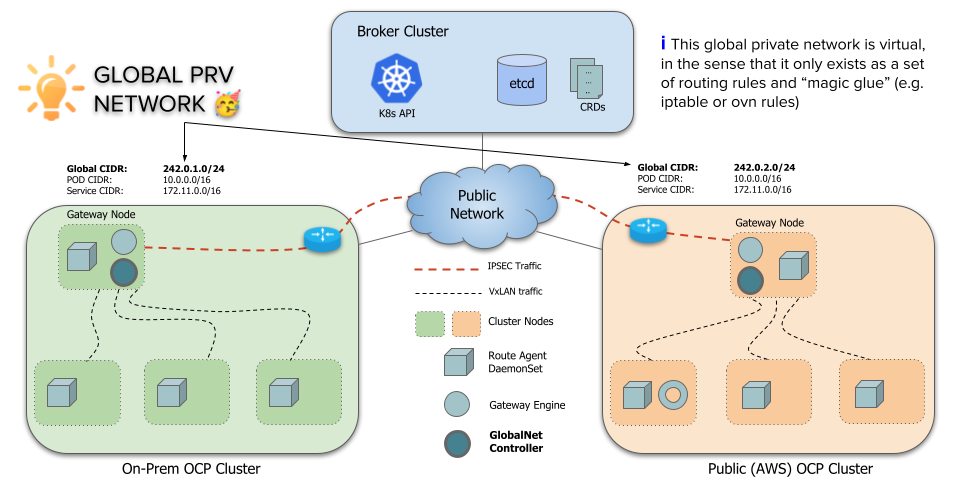 Broker Cluster
K8s API
etcd
...
...
CRDs
i This global private network is virtual,
in the sense that it only exists as a set
of routing rules and “magic glue” (e.g.
iptable or ovn rules)
GLOBAL PRV
NETWORK 🥳
Global CIDR: 242.0.1.0/24
POD CIDR: 10.0.0.0/16
Service CIDR: 172.11.0.0/16
Global CIDR: 242.0.2.0/24
POD CIDR: 10.0.0.0/16
Service CIDR: 172.11.0.0/16
Public
Network
Gateway Node
Gateway Node
IPSEC Traffic
VxLAN traffic
Cluster Nodes
Route Agent
DaemonSet
Gateway Engine
GlobalNet
Controller
On-Prem OCP Cluster
Public (AWS) OCP Cluster